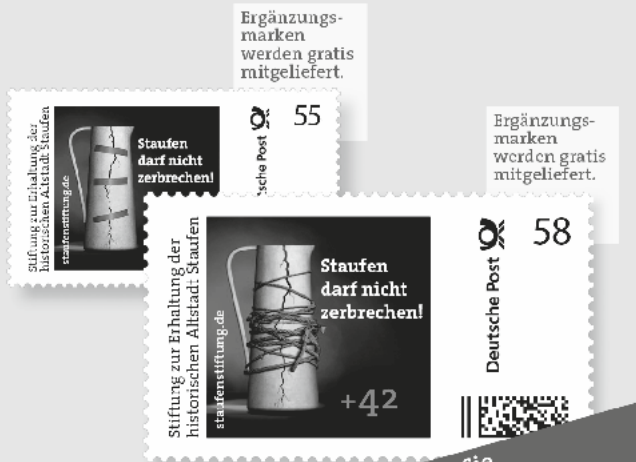 Ergänzungs-
marken
werden gratis
mitgeliefert.
Stiftung zur Erhaltung der
historischen Altstadt Staufen
staufenstiftung.de
Staufen
darf nicht
zerbrechen!
55
Ergänzungs-
marken
werden gratis
mitgeliefert.
Stiftung zur Erhaltung der
historischen Altstadt Staufen
staufenstiftung.de
Staufen
darf nicht
zerbrechen!
+42
Deutsche Post
58